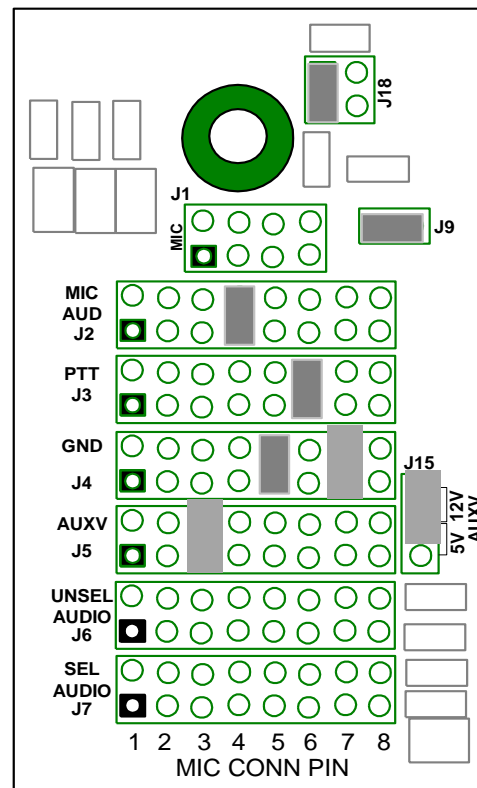 J18
J1
MIC
J9
MIC
AUD
J2
PTT
J3
GND
J4
J15
12V
5V
AUXV
AUXV
J5
UNSEL
AUDIO
J6
SEL
AUDIO
J7
1 2 3 4 5 6 7 8
MIC CONN PIN